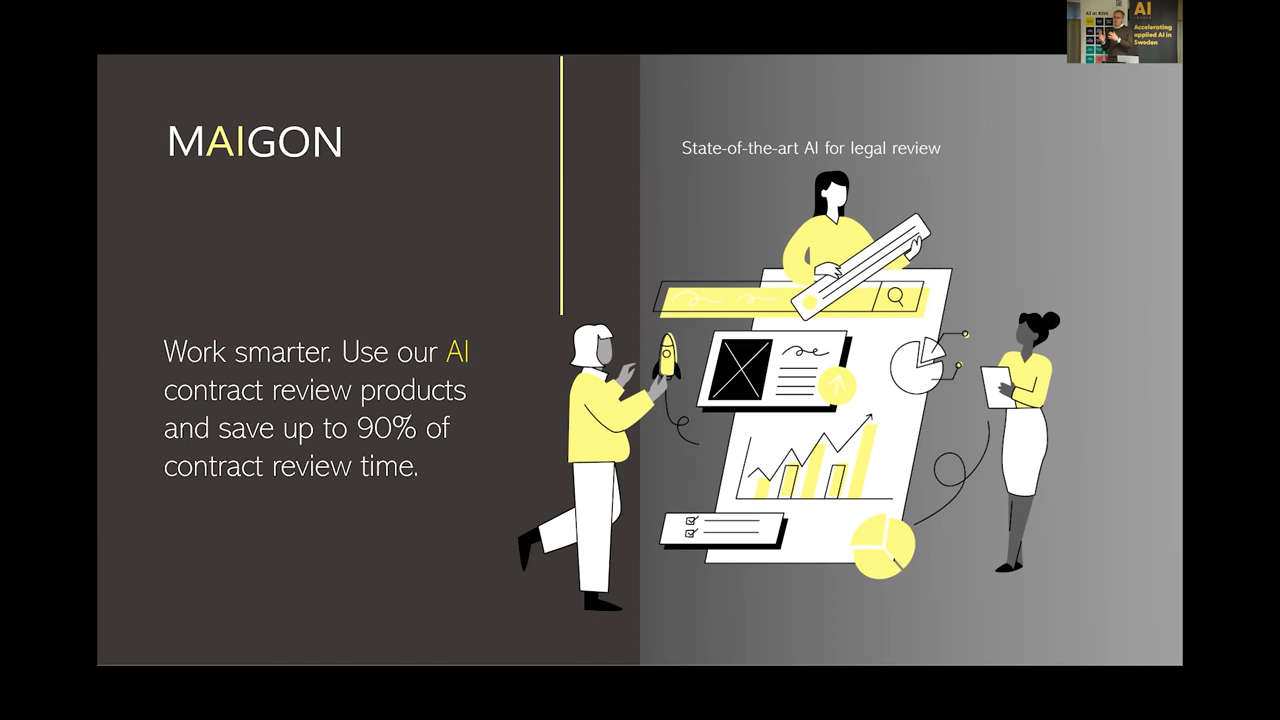 MAIGON
Work smarter. Use our AI
contract review products
and save up to 90% of
contract review time.
State-of-the-art AI for legal review
AI
Accelerating
applied AI in
Sweden